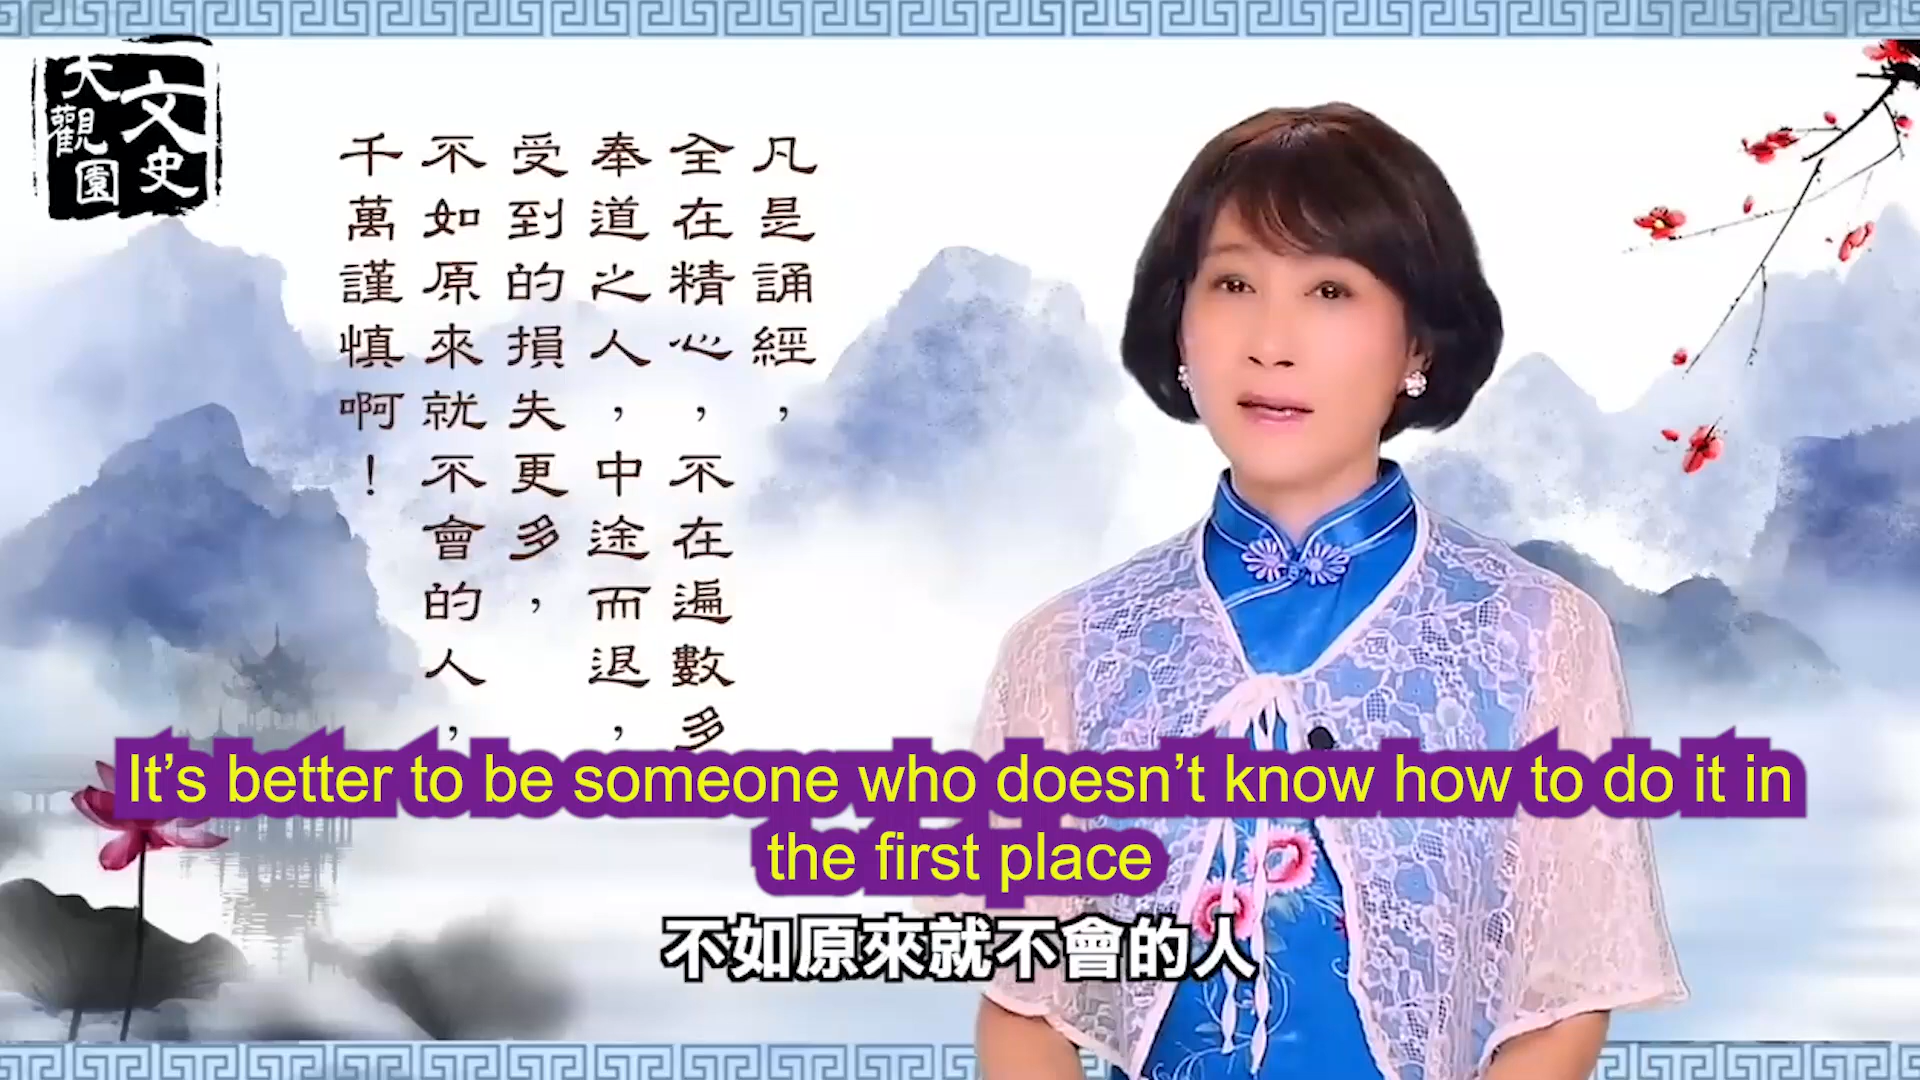 文史
大觀園
凡是誦經，
全在精心，不在遍數多
奉道之人，中途而退，
受到的損失更多，
不如原來就不會的人，
千萬謹慎啊！
It’s better to be someone who doesn’t know how to do it in
the first place
不如原來就不會的人